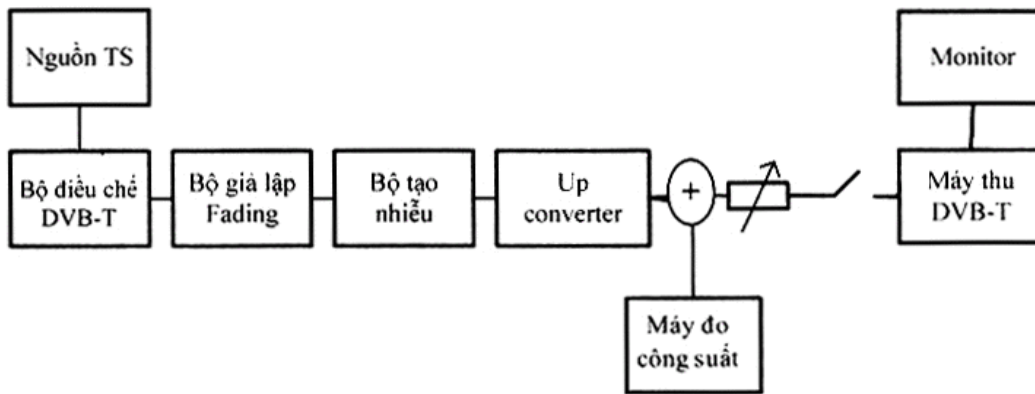 Nguồn TS
Monitor
Bộ điều chế
DVB-T
Bộ giả lập
Fading
Bộ tạo
nhiễu
Up
converter
+
Máy thu
DVB-T
Máy đo
công suất